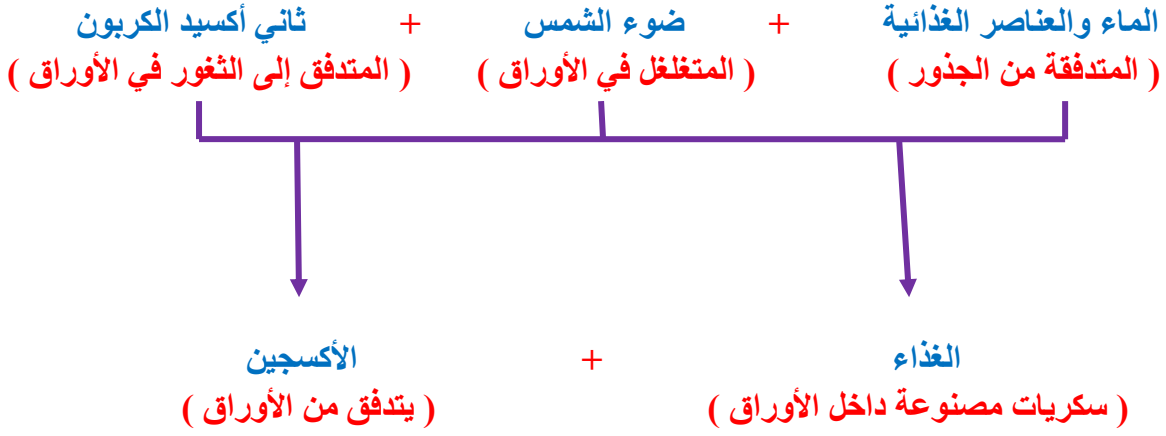 الماء والعناصر الغذائية + ضوء الشمس + ثاني أكسيد الكربون
( المتدفقة من الجذور ) ( المتغلغل في الأوراق ) ( المتدفق إلى الثغور في الأوراق )
الغذاء + الأكسجين
( سكريات مصنوعة داخل الأوراق ) ( يتدفق من الأوراق )